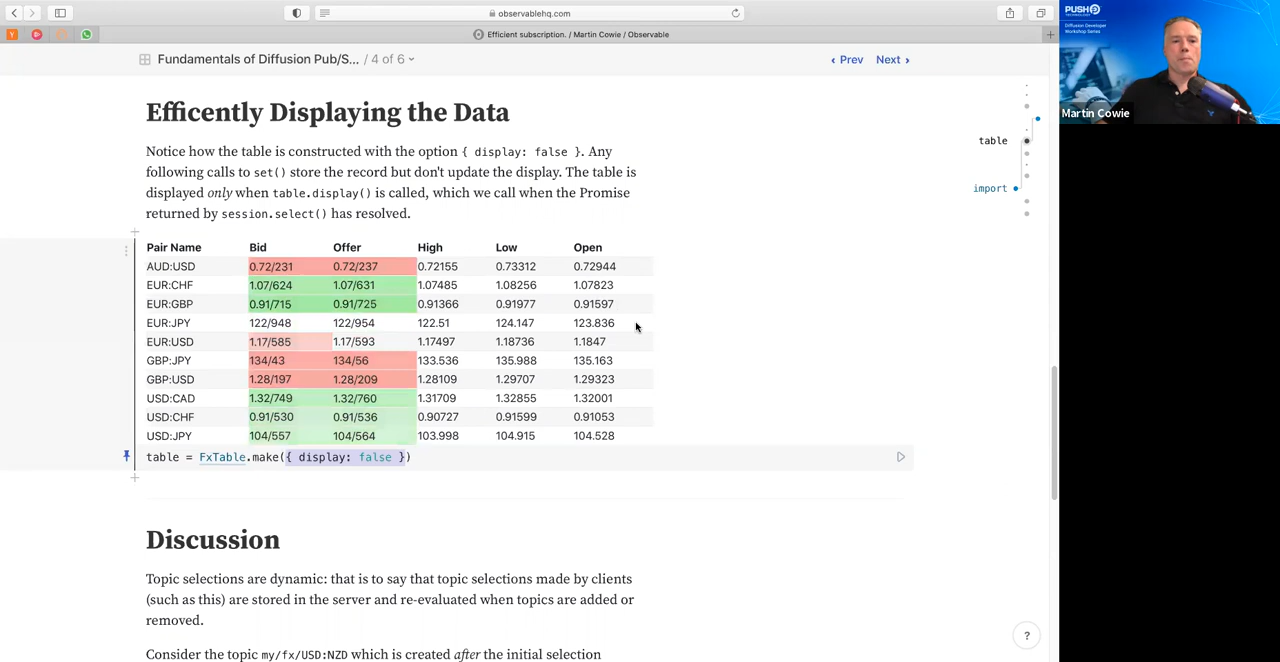 observablehq.com
Efficient subscription. / Martin Cowie / Observable
Fundamentals of Diffusion Pub/S... / 4 of 6
‹ Prev Next ›
Efficently Displaying the Data
Notice how the table is constructed with the option { display: false }. Any
following calls to set() store the record but don't update the display. The table is
displayed only when table.display() is called, which we call when the Promise
returned by session.select() has resolved.
Pair Name Bid Offer High Low Open
AUD:USD 0.72/231 0.72/237 0.72155 0.73312 0.72944
EUR:CHF 1.07/624 1.07/631 1.07485 1.08256 1.07823
EUR:GBP 0.91/715 0.91/725 0.91366 0.91977 0.91597
EUR:JPY 122/948 122/954 122.51 124.147 123.836
EUR:USD 1.17/585 1.17/593 1.17497 1.18736 1.1847
GBP:JPY 134/43 134/56 133.536 135.988 135.163
GBP:USD 1.28/197 1.28/209 1.28109 1.29707 1.29323
USD:CAD 1.32/749 1.32/760 1.31709 1.32855 1.32001
USD:CHF 0.91/530 0.91/536 0.90727 0.91599 0.91053
USD:JPY 104/557 104/564 103.998 104.915 104.528
table = FxTable.make({ display: false })
Discussion
Topic selections are dynamic: that is to say that topic selections made by clients
(such as this) are stored in the server and re-evaluated when topics are added or
removed.
Consider the topic my/fx/USD:NZD which is created after the initial selection
table
import
?
Y
PUSH
TECHNOLOGY
Diffusion Developer
Workshop Series
Martin Cowie